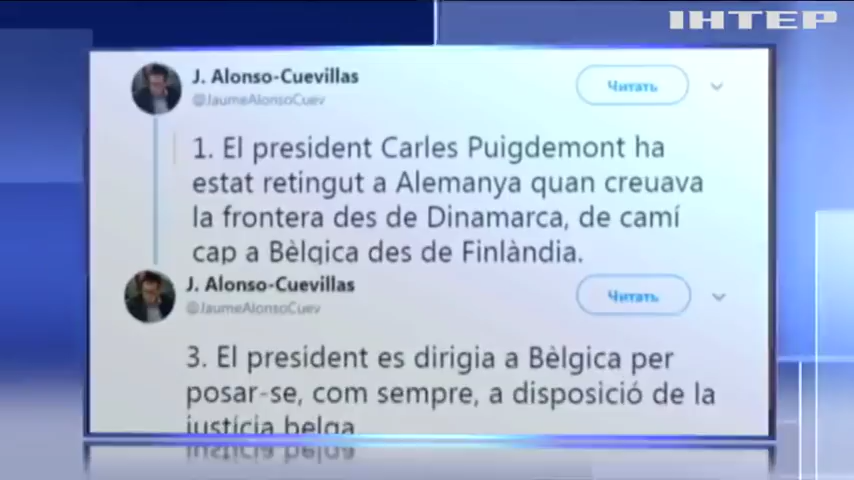 ІНТЕР
J. Alonso-Cuevillas
@JaumeAlonsoCuev
Читать
1. El president Carles Puigdemont ha
estat retingut a Alemanya quan creuava
la frontera des de Dinamarca, de camí
cap a Bèlgica des de Finlàndia.
J. Alonso-Cuevillas
@JaumeAlonsoCuev
Читать
3. El president es dirigia a Bèlgica per
posar-se, com sempre, a disposició de la
justícia belga